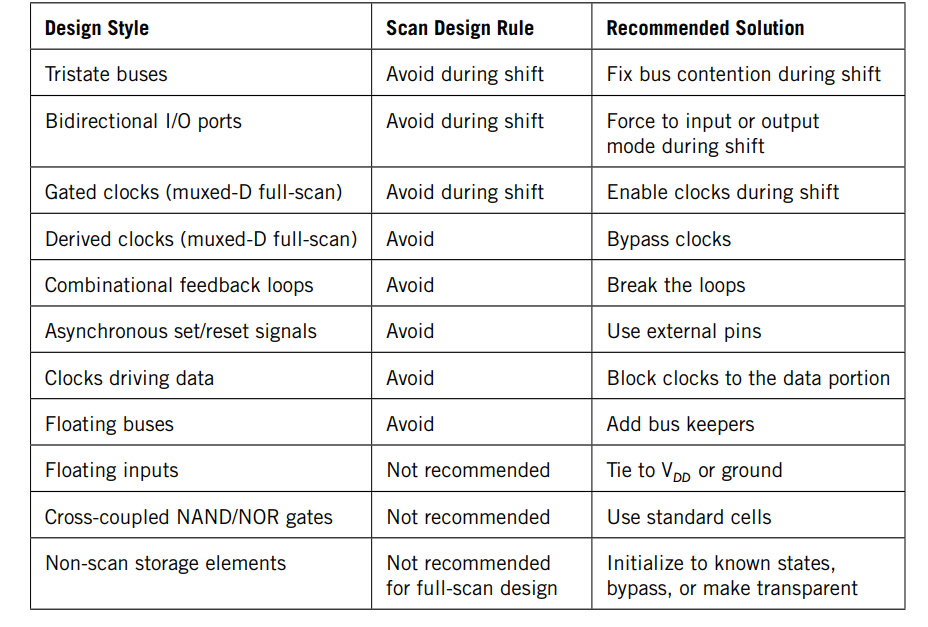 Design Style Scan Design Rule Recommended Solution
Tristate buses Avoid during shift Fix bus contention during shift
Bidirectional I/O ports Avoid during shift Force to input or output
mode during shift
Gated clocks (muxed-D full-scan) Avoid during shift Enable clocks during shift
Derived clocks (muxed-D full-scan) Avoid Bypass clocks
Combinational feedback loops Avoid Break the loops
Asynchronous set/reset signals Avoid Use external pins
Clocks driving data Avoid Block clocks to the data portion
Floating buses Avoid Add bus keepers
Floating inputs Not recommended Tie to VDD or ground
Cross-coupled NAND/NOR gates Not recommended Use standard cells
Non-scan storage elements Not recommended Initialize to known states,
for full-scan design bypass, or make transparent